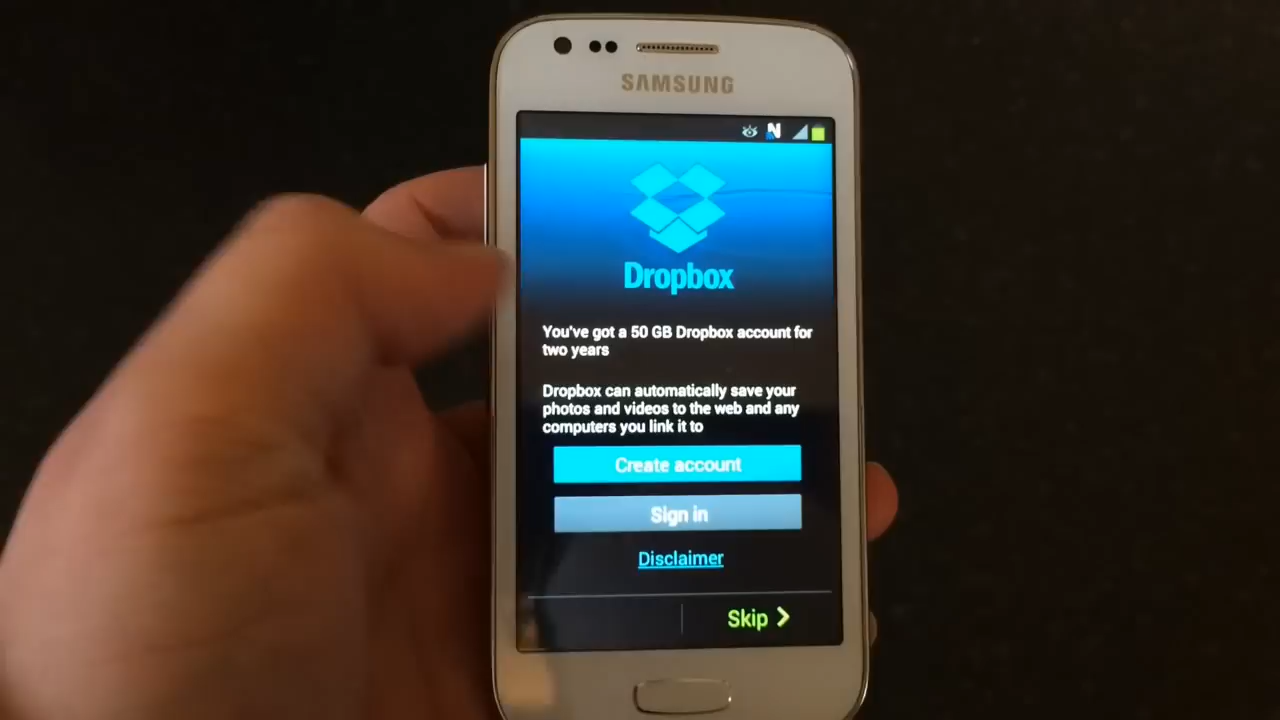 SAMSUNG
Dropbox
You've got a 50 GB Dropbox account for
two years
Dropbox can automatically save your
photos and videos to the web and any
computers you link it to
Create account
Sign in
Disclaimer
Skip